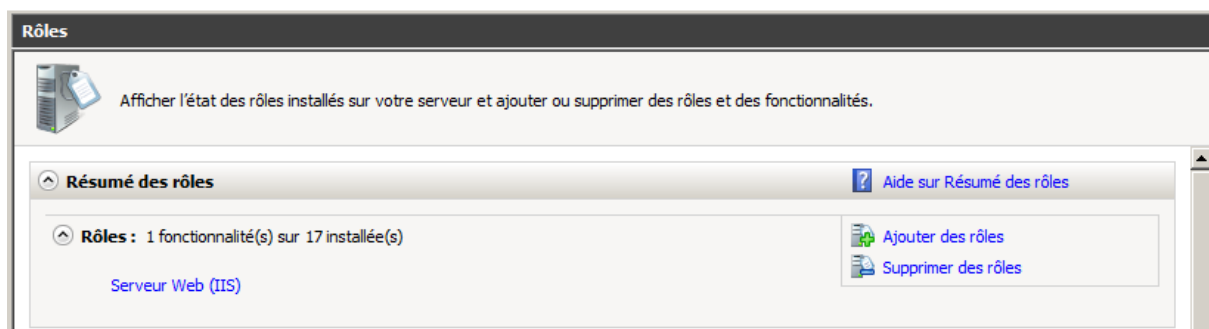 Rôles
Afficher l'état des rôles installés sur votre serveur et ajouter ou supprimer des rôles et des fonctionnalités.
Résumé des rôles
Aide sur Résumé des rôles
Rôles : 1 fonctionnalité(s) sur 17 installée(s)
Ajouter des rôles
Supprimer des rôles
Serveur Web (IIS)